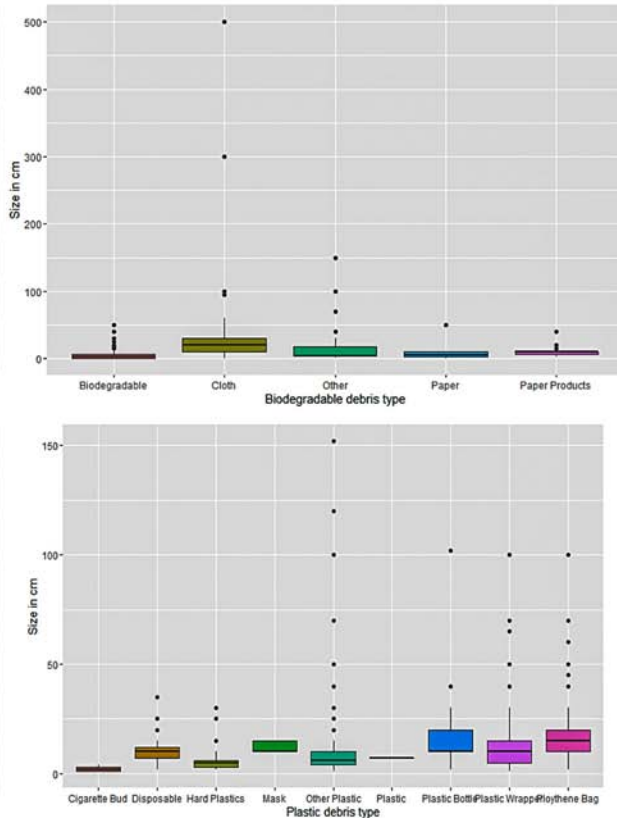 500-
400-
300-
200-
100-
0-
Size in cm
Biodegradable Cloth Other Paper Paper Products
Biodegradable debris type
150-
100-
50-
0-
Size in cm
Cigarette Bud Disposable Hard Plastics Mask Other Plastic Plastic Plastic Bottle Plastic Wrapper Ploythene Bag
Plastic debris type